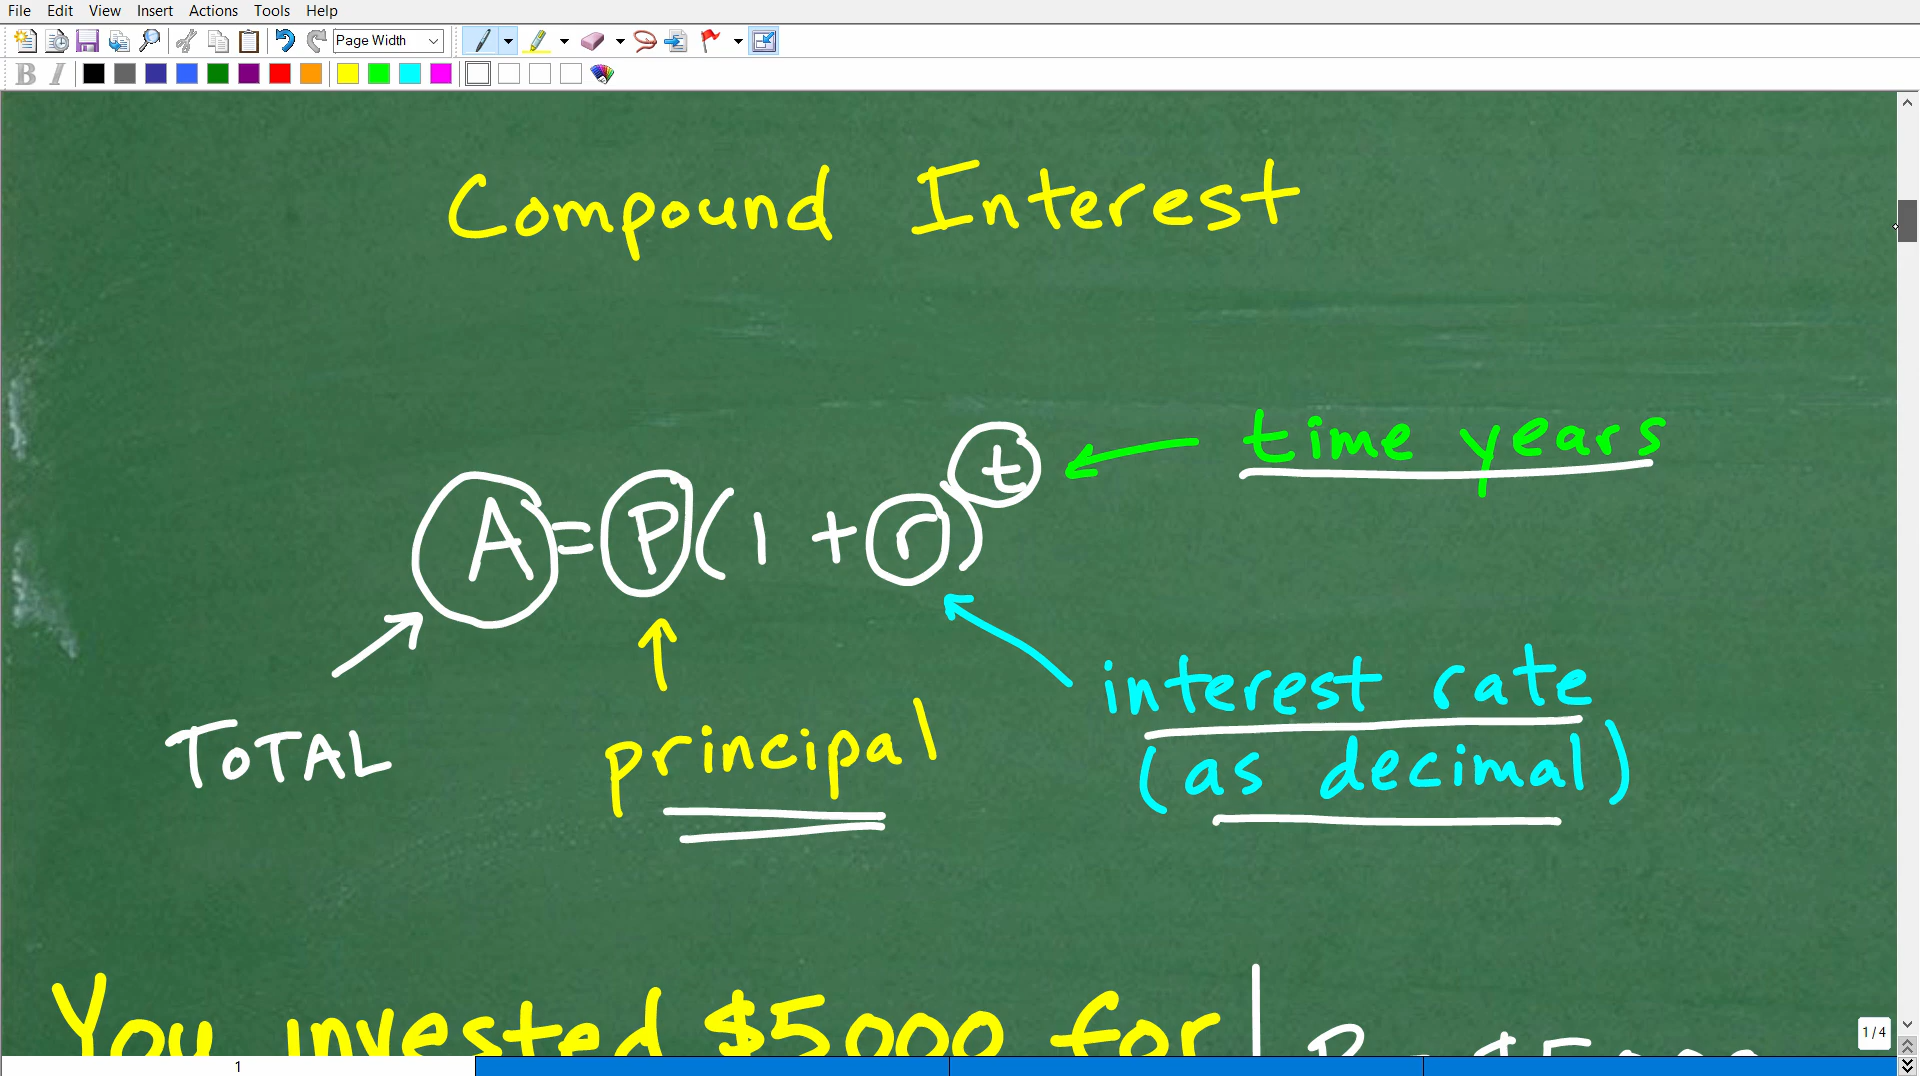 File Edit View Insert Actions Tools Help
Page Width
B I
Compound Interest
A = P(1 + r)^t
time years
interest rate
(as decimal)
TOTAL
principal
You invested $5000 for
P = $5000
1 / 4
1